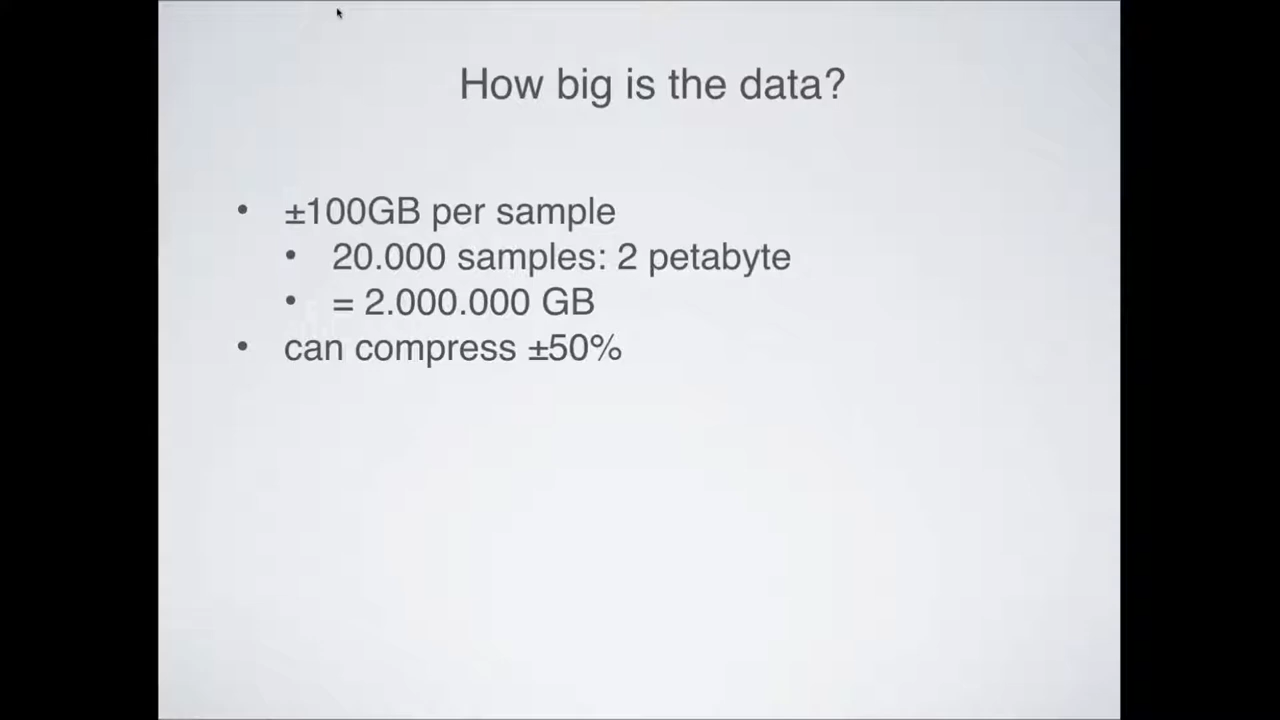 How big is the data?
• ±100GB per sample
• 20.000 samples: 2 petabyte
• = 2.000.000 GB
• can compress ±50%